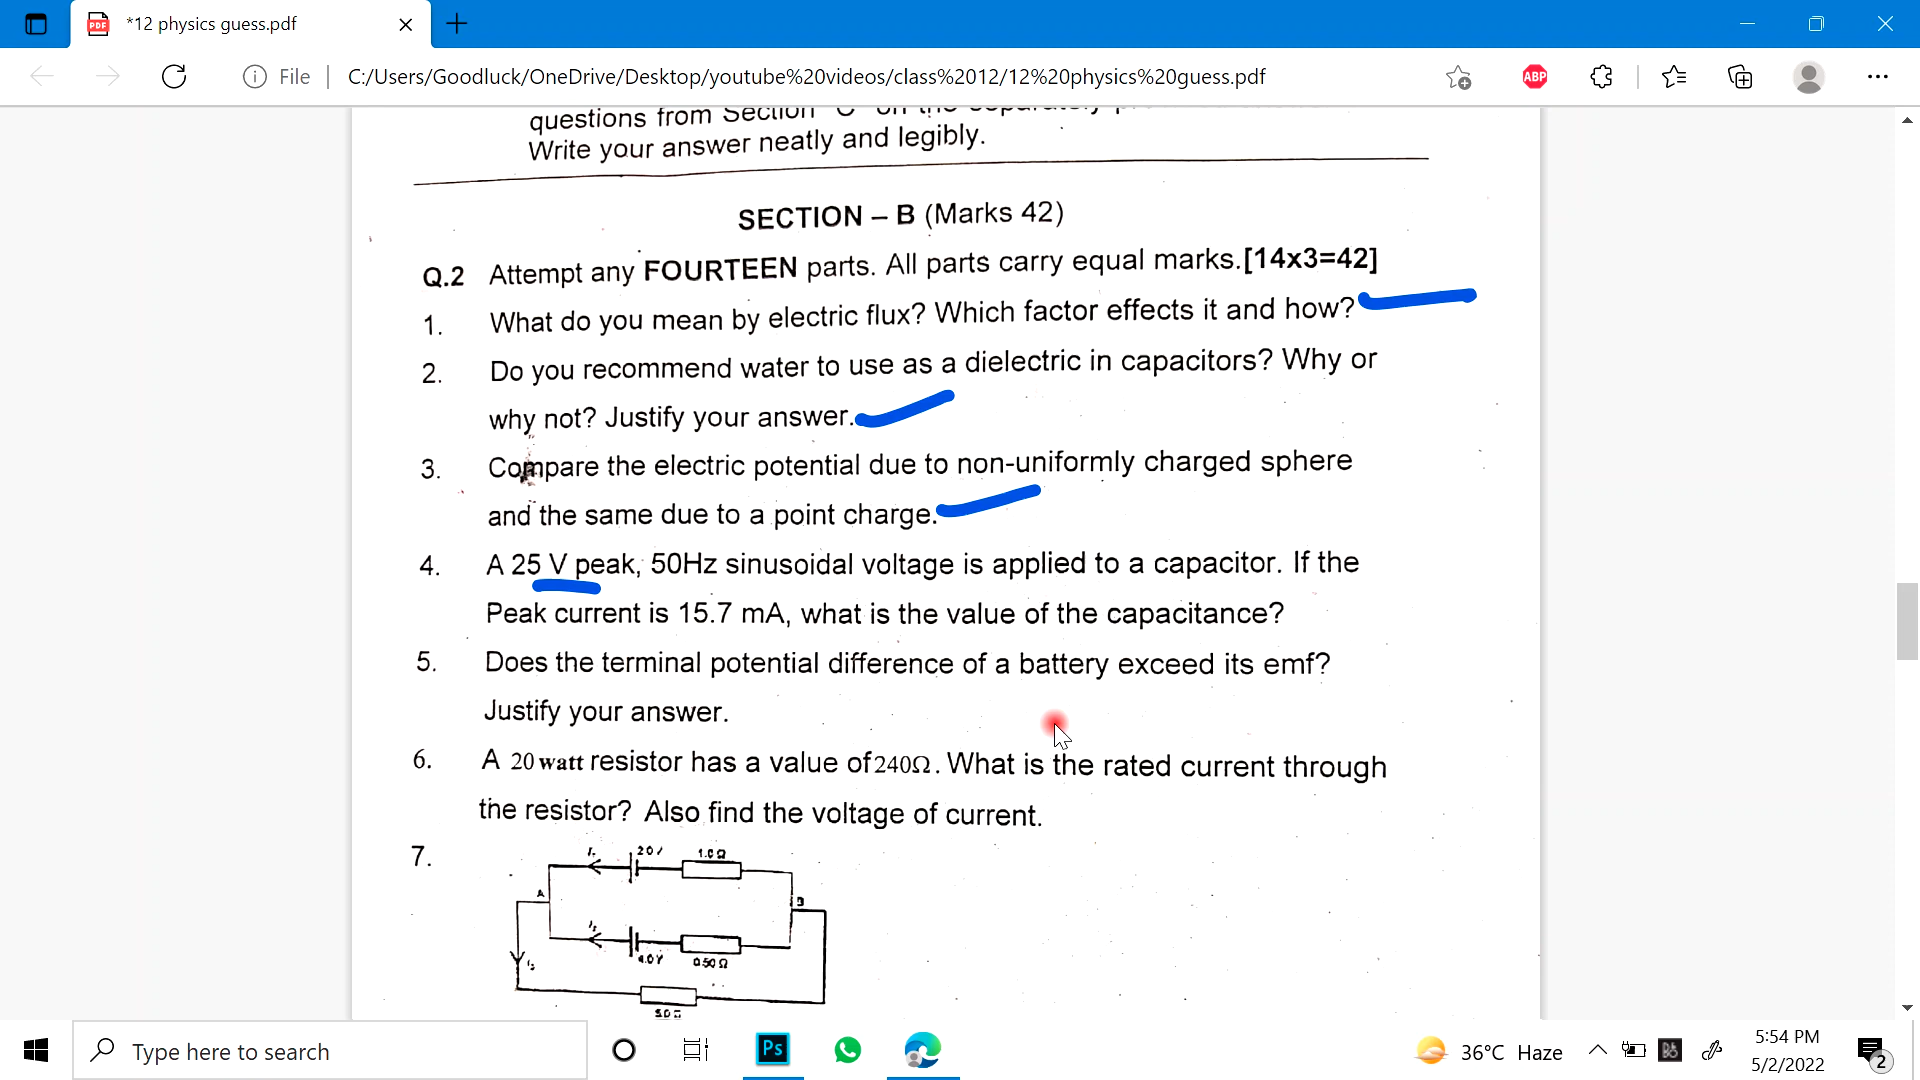 *12 physics guess.pdf
File
C:/Users/Goodluck/OneDrive/Desktop/youtube%20videos/class%2012/12%20physics%20guess.pdf
ABP
questions from Section
Write your answer neatly and legibly.
SECTION – B (Marks 42)
Q.2 Attempt any FOURTEEN parts. All parts carry equal marks.[14x3=42]
1. What do you mean by electric flux? Which factor effects it and how?
2. Do you recommend water to use as a dielectric in capacitors? Why or
why not? Justify your answer.
3. Compare the electric potential due to non-uniformly charged sphere
and the same due to a point charge.
4. A 25 V peak, 50Hz sinusoidal voltage is applied to a capacitor. If the
Peak current is 15.7 mA, what is the value of the capacitance?
5. Does the terminal potential difference of a battery exceed its emf?
Justify your answer.
6. A 20 watt resistor has a value of 240Ω. What is the rated current through
the resistor? Also find the voltage of current.
7.
1.0 Ω
A
0.50 Ω
Type here to search
Ps
36°C Haze
5:54 PM
5/2/2022
2